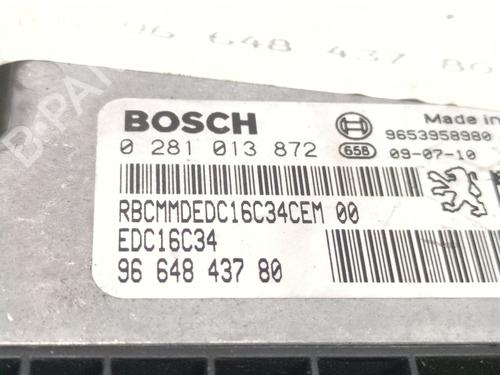 96 648 437 80
BOSCH
Made in
9653958980
0 281 013 872
658
09-07-10
RBCMMDEDC16C34CEM 00
EDC16C34
96 648 437 80
B-PARTS